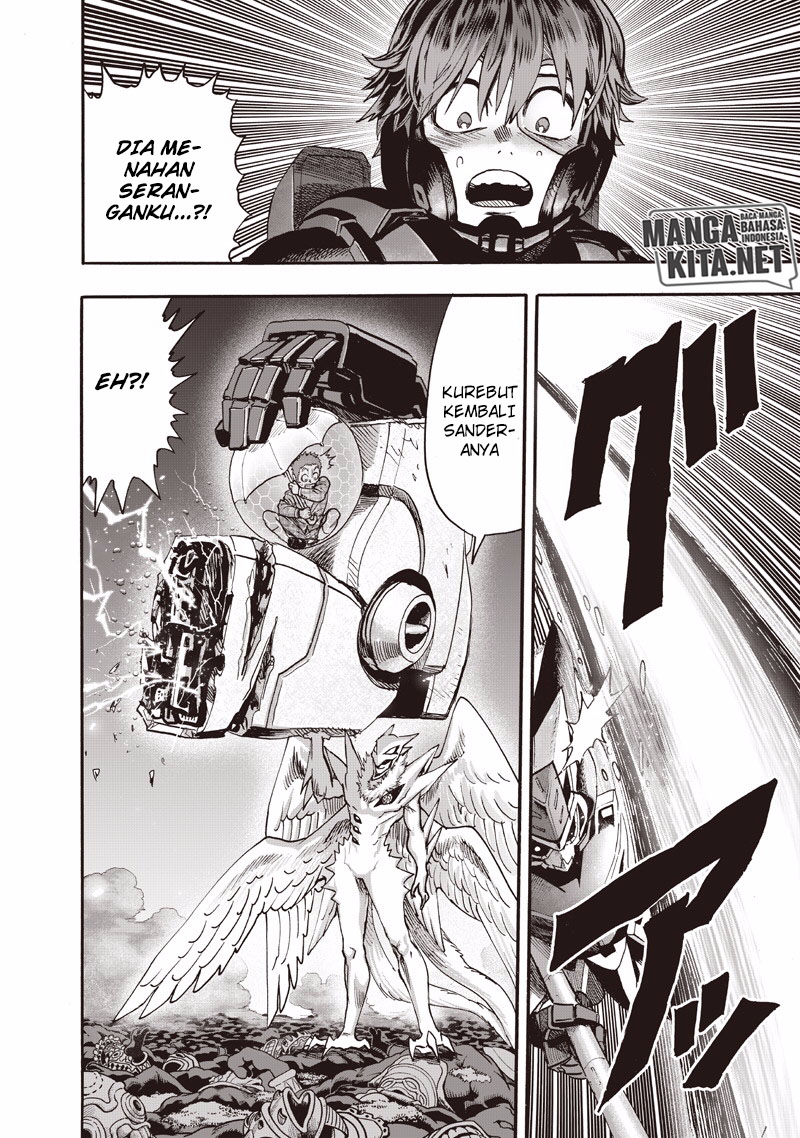 DIA ME-
NAHAN
SERAN-
GANKU...?!
MANGA
KITA.NET
BACA MANGA
BAHASA
INDONESIA
グ"
アッ
KUREBUT
KEMBALI
SANDER-
ANYA
EH?!